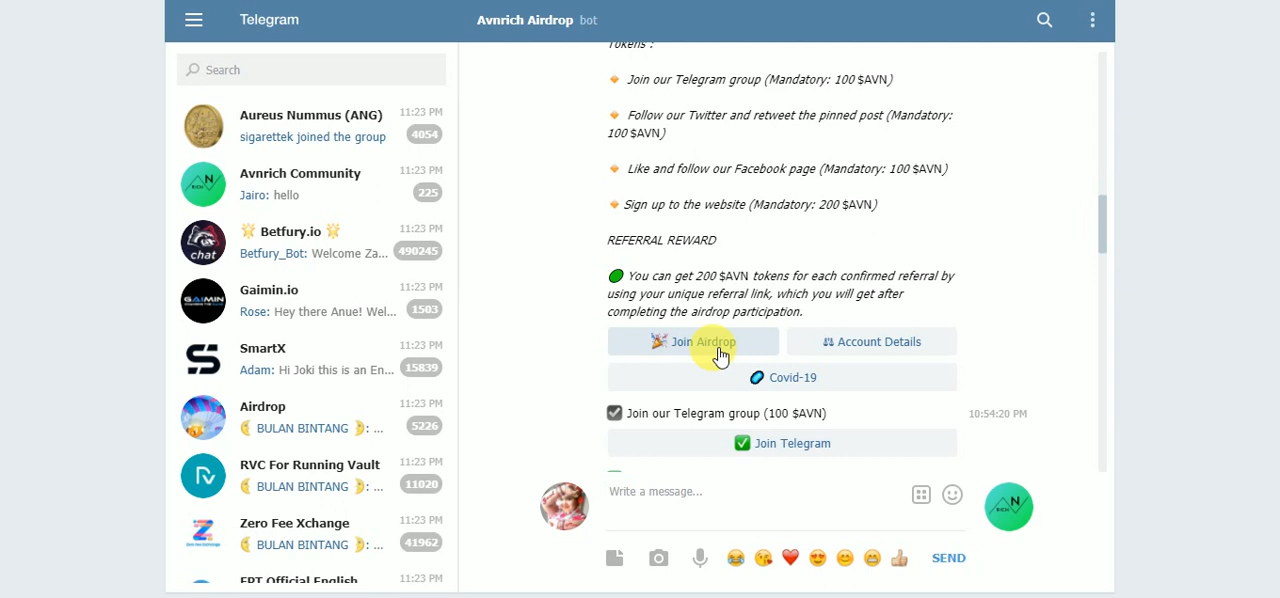 Telegram
Avnrich Airdrop bot
Search
Aureus Nummus (ANG) 11:23 PM
sigarettek joined the group 4054
Avnrich Community 11:23 PM
Jairo: hello 225
Betfury.io 11:23 PM
Betfury_Bot: Welcome Za... 490245
Gaimin.io 11:23 PM
Rose: Hey there Anue! Wel... 1503
SmartX 11:23 PM
Adam: Hi Joki this is an En... 15839
Airdrop 11:23 PM
BULAN BINTANG : ... 5226
RVC For Running Vault 11:23 PM
BULAN BINTANG : ... 11020
Zero Fee Xchange 11:23 PM
BULAN BINTANG : ... 41962
EPT Official English 11:23 PM
Tokens :
Join our Telegram group (Mandatory: 100 $AVN)
Follow our Twitter and retweet the pinned post (Mandatory:
100 $AVN)
Like and follow our Facebook page (Mandatory: 100 $AVN)
Sign up to the website (Mandatory: 200 $AVN)
REFERRAL REWARD
You can get 200 $AVN tokens for each confirmed referral by
using your unique referral link, which you will get after
completing the airdrop participation.
Join Airdrop
Account Details
Covid-19
Join our Telegram group (100 $AVN) 10:54:20 PM
Join Telegram
Write a message...
SEND